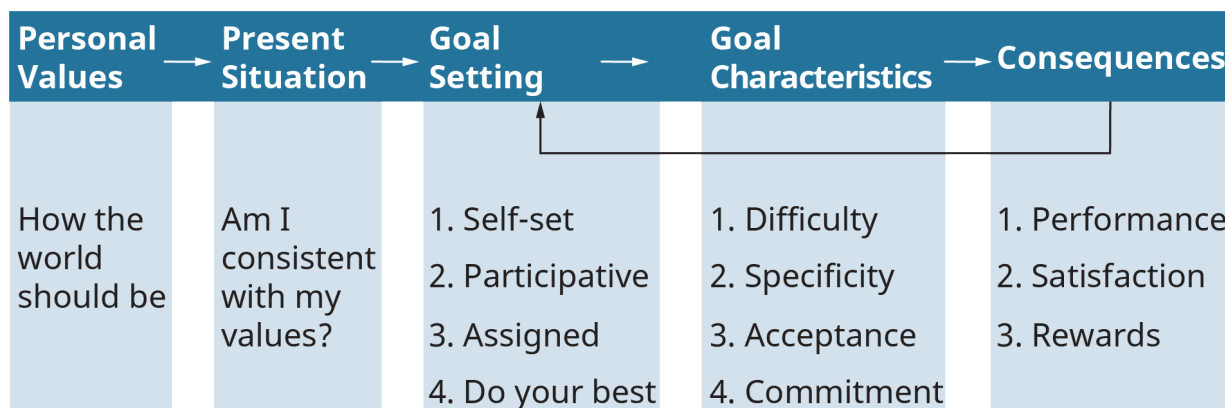 Personal
Values
Present
Situation
Goal
Setting
Goal
Characteristics
Consequences
How the
world
should be
Am I
consistent
with my
values?
1. Self-set
2. Participative
3. Assigned
4. Do your best
1. Difficulty
2. Specificity
3. Acceptance
4. Commitment
1. Performance
2. Satisfaction
3. Rewards